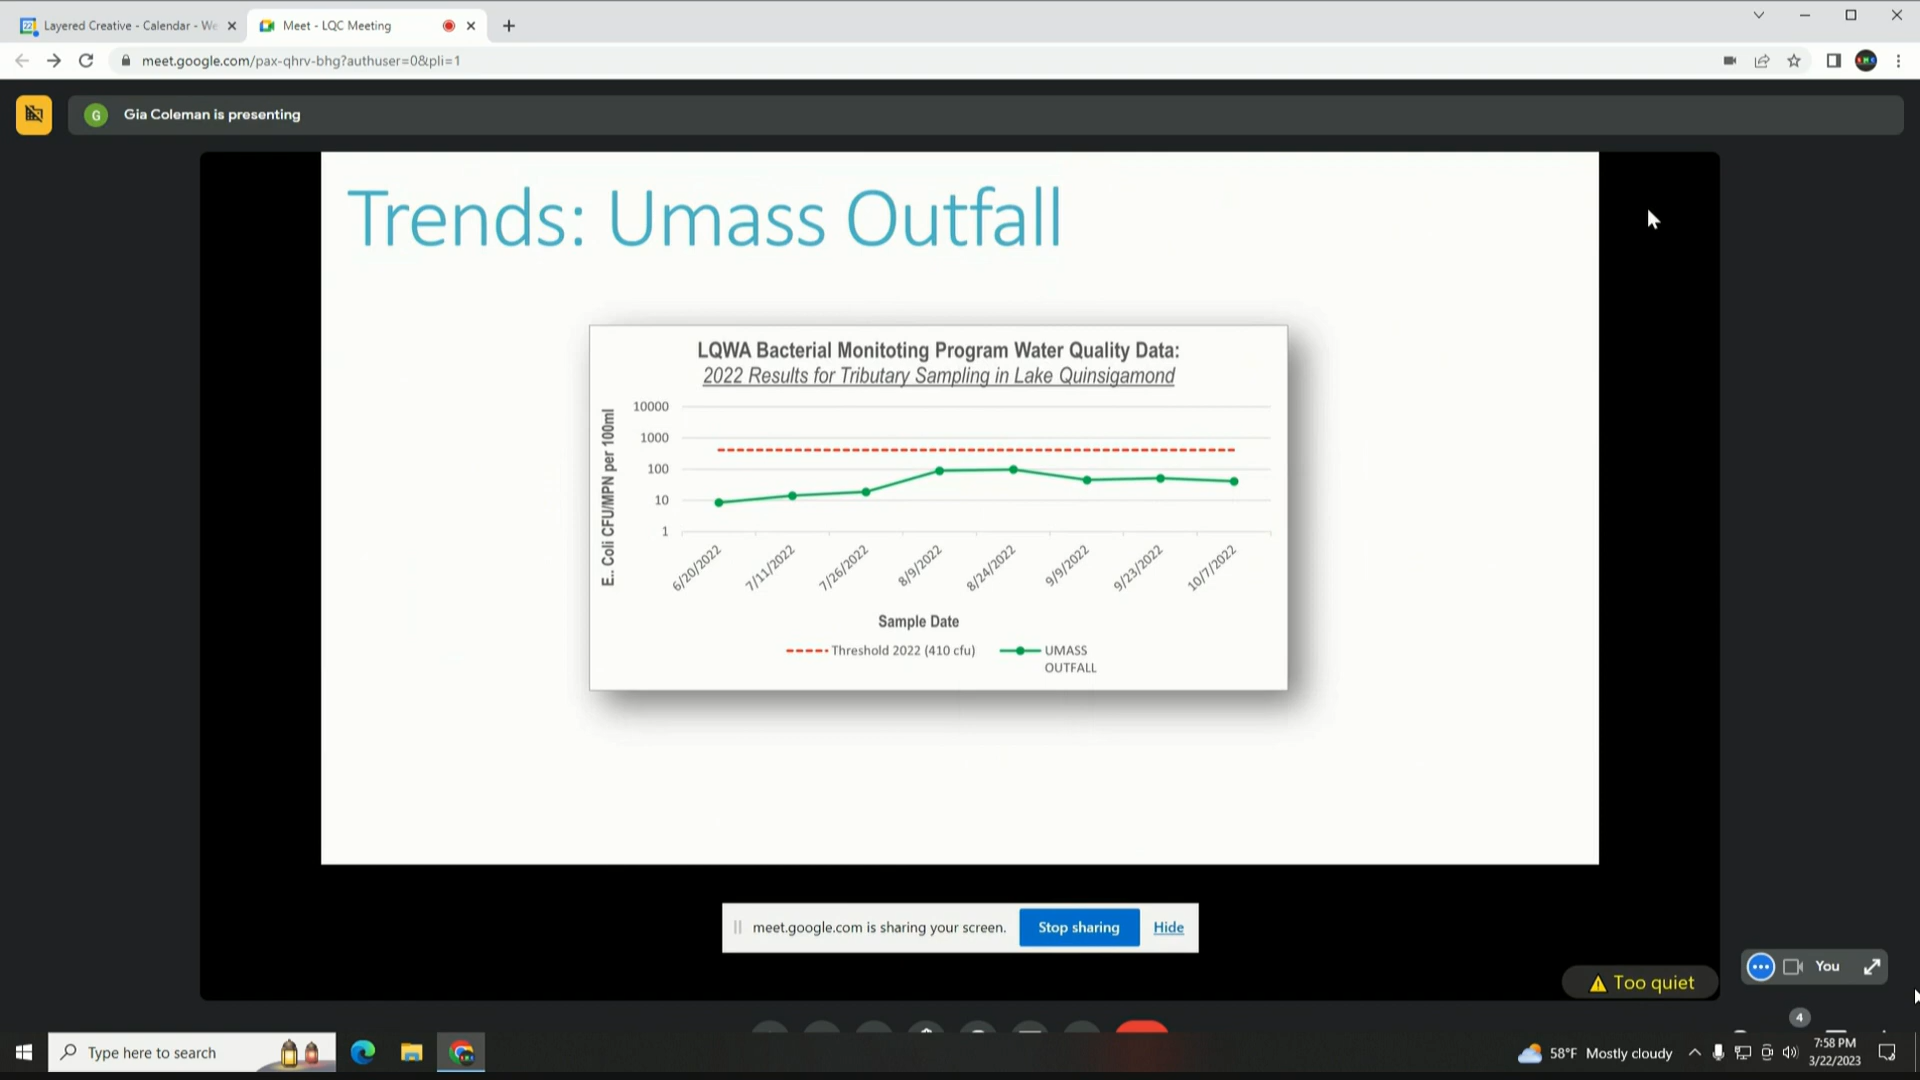 Layered Creative - Calendar - We
Meet - LQC Meeting
meet.google.com/pax-qhrv-bhg?authuser=0&pli=1
G Gia Coleman is presenting
Trends: Umass Outfall
LQWA Bacterial Monitoting Program Water Quality Data:
2022 Results for Tributary Sampling in Lake Quinsigamond
E.. Coli CFU/MPN per 100ml
10000
1000
100
10
1
6/20/2022
7/11/2022
7/26/2022
8/9/2022
8/24/2022
9/9/2022
9/23/2022
10/7/2022
Sample Date
Threshold 2022 (410 cfu)
UMASS
OUTFALL
meet.google.com is sharing your screen.
Stop sharing
Hide
You
Too quiet
4
Type here to search
58°F Mostly cloudy
7:58 PM
3/22/2023